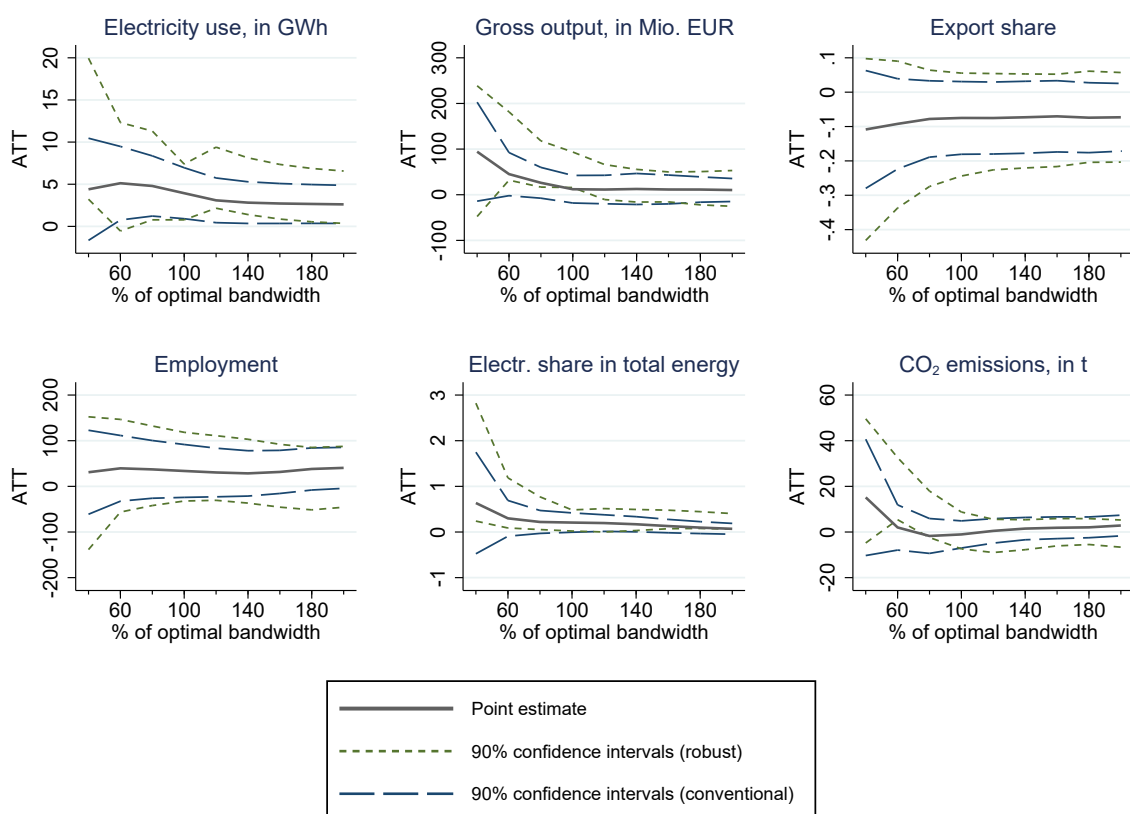 Electricity use, in GWh
ATT
20
15
10
5
0
60 100 140 180
% of optimal bandwidth
Gross output, in Mio. EUR
ATT
300
200
100
0
-100
60 100 140 180
% of optimal bandwidth
Export share
ATT
.1
0
-.1
-.2
-.3
-.4
60 100 140 180
% of optimal bandwidth
Employment
ATT
200
100
0
-100
-200
60 100 140 180
% of optimal bandwidth
Electr. share in total energy
ATT
3
2
1
0
-1
60 100 140 180
% of optimal bandwidth
CO₂ emissions, in t
ATT
60
40
20
0
-20
60 100 140 180
% of optimal bandwidth
Point estimate
90% confidence intervals (robust)
90% confidence intervals (conventional)